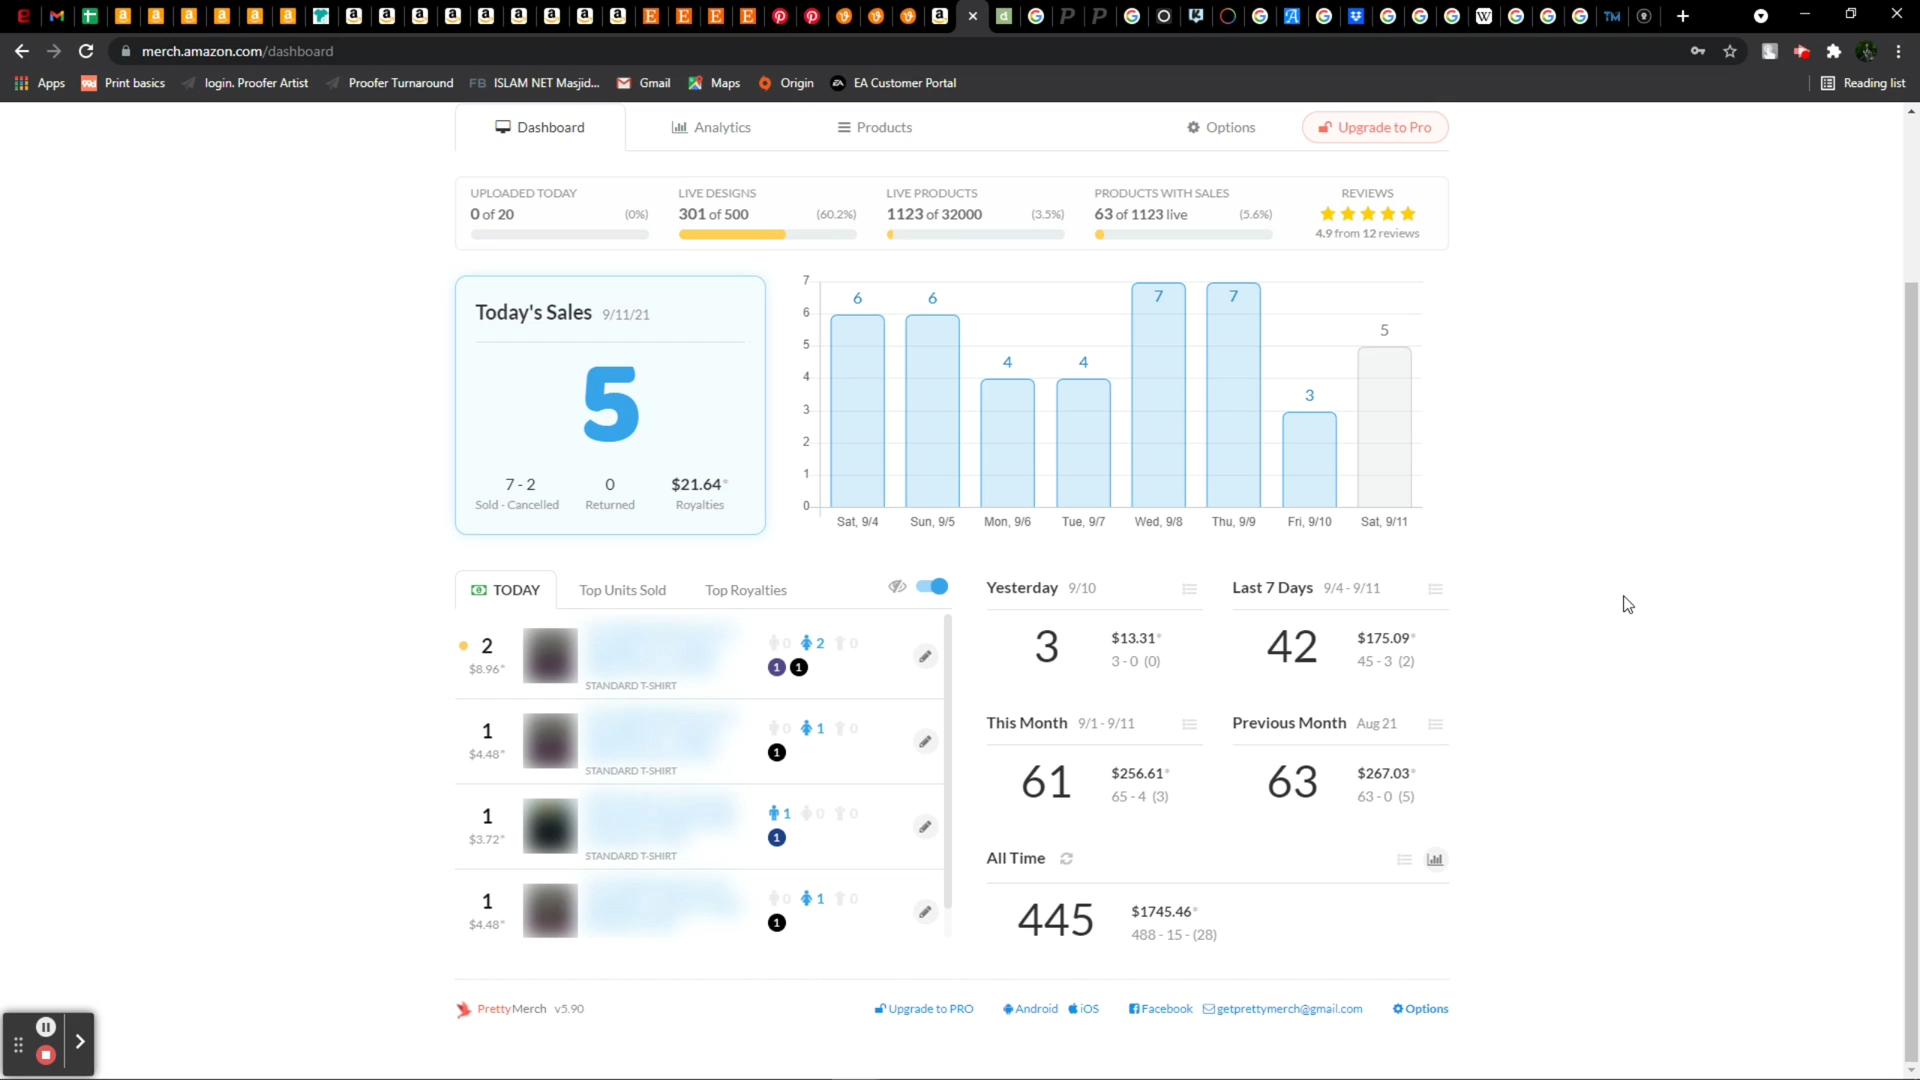 merch.amazon.com/dashboard
Apps Print basics login. Proofer Artist Proofer Turnaround FB ISLAM NET Masjid... Gmail Maps Origin EA Customer Portal Reading list
Dashboard Analytics Products Options Upgrade to Pro
UPLOADED TODAY LIVE DESIGNS LIVE PRODUCTS PRODUCTS WITH SALES REVIEWS
0 of 20 (0%) 301 of 500 (60.2%) 1123 of 32000 (3.5%) 63 of 1123 live (5.6%)
4.9 from 12 reviews
Today's Sales 9/11/21
5
7 - 2 0 $21.64*
Sold - Cancelled Returned Royalties
7
6
5
4
3
2
1
0
6 6 4 4 7 7 3 5
Sat, 9/4 Sun, 9/5 Mon, 9/6 Tue, 9/7 Wed, 9/8 Thu, 9/9 Fri, 9/10 Sat, 9/11
TODAY Top Units Sold Top Royalties
2 0 2 0
$8.96* 1 1
STANDARD T-SHIRT
1 0 1 0
$4.48* 1
STANDARD T-SHIRT
1 1 0 0
$3.72* 1
STANDARD T-SHIRT
1 0 1 0
$4.48* 1
Yesterday 9/10
3 $13.31*
3 - 0 (0)
Last 7 Days 9/4 - 9/11
42 $175.09*
45 - 3 (2)
This Month 9/1 - 9/11
61 $256.61*
65 - 4 (3)
Previous Month Aug 21
63 $267.03*
63 - 0 (5)
All Time
445 $1745.46*
488 - 15 - (28)
PrettyMerch v5.90 Upgrade to PRO Android iOS Facebook getprettymerch@gmail.com Options